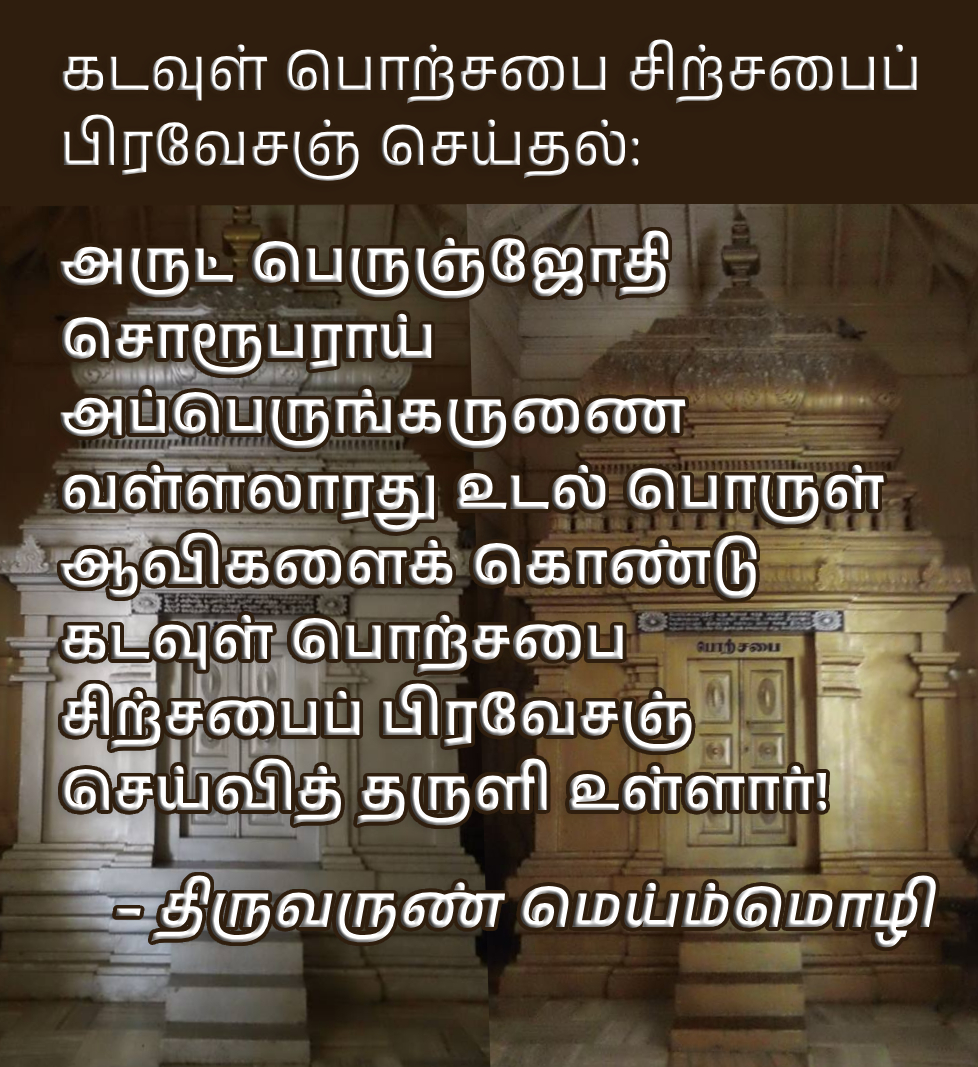 கடவுள் பொற்சபை சிற்சபைப்
பிரவேசஞ் செய்தல்:
அருட் பெருஞ்ஜோதி
சொரூபராய்
அப்பெருங்கருணை
வள்ளலாரது உடல் பொருள்
ஆவிகளைக் கொண்டு
கடவுள் பொற்சபை
சிற்சபைப் பிரவேசஞ்
செய்வித் தருளி உள்ளார்!
- திருவருண் மெய்ம்மொழி
பொற்சபை